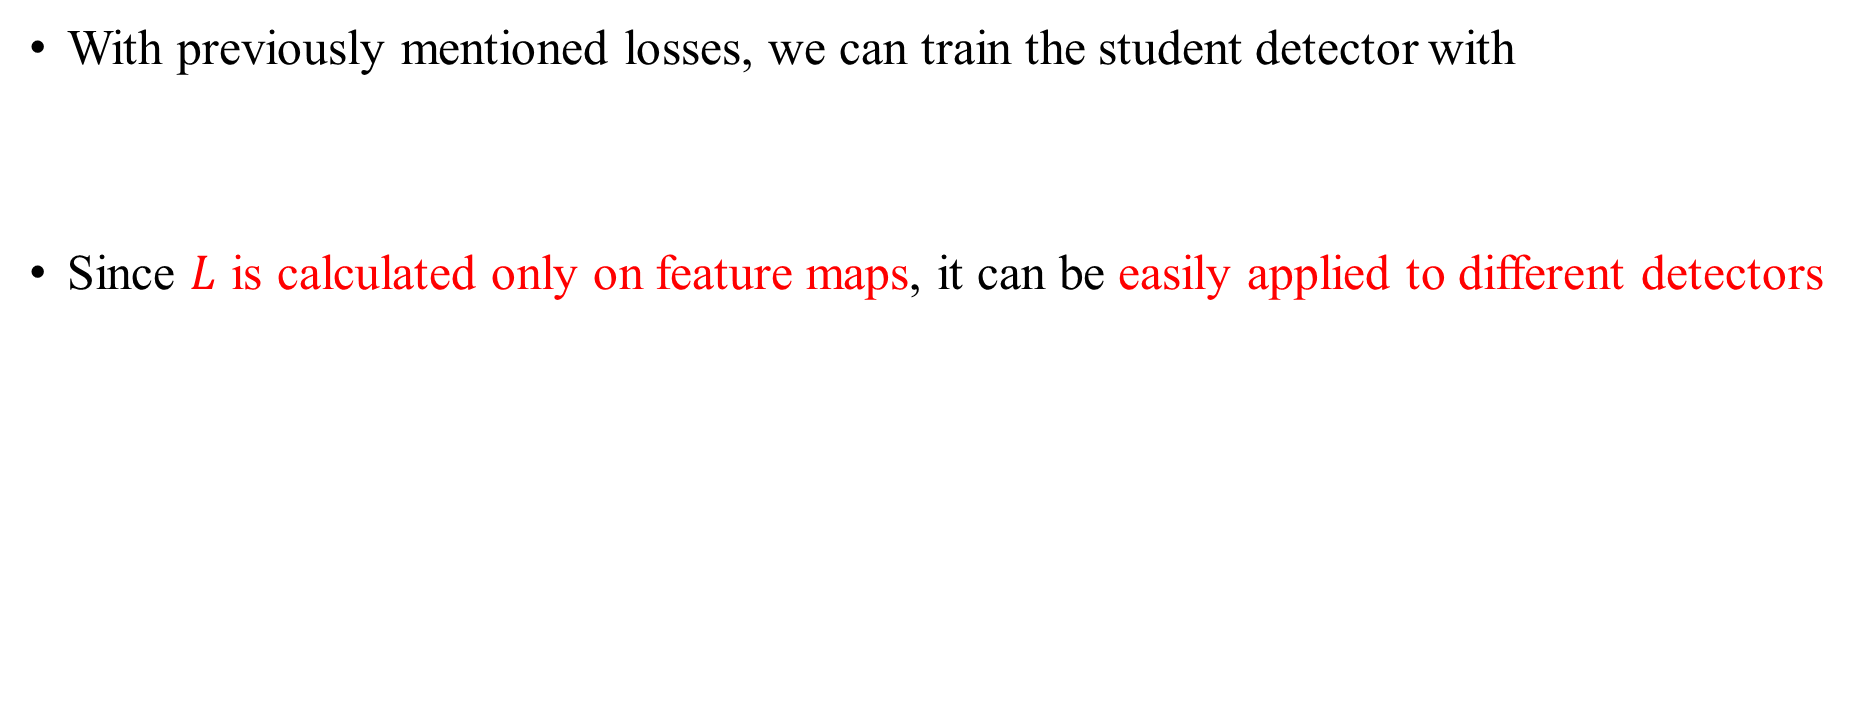 • With previously mentioned losses, we can train the student detector with
• Since L is calculated only on feature maps, it can be easily applied to different detectors